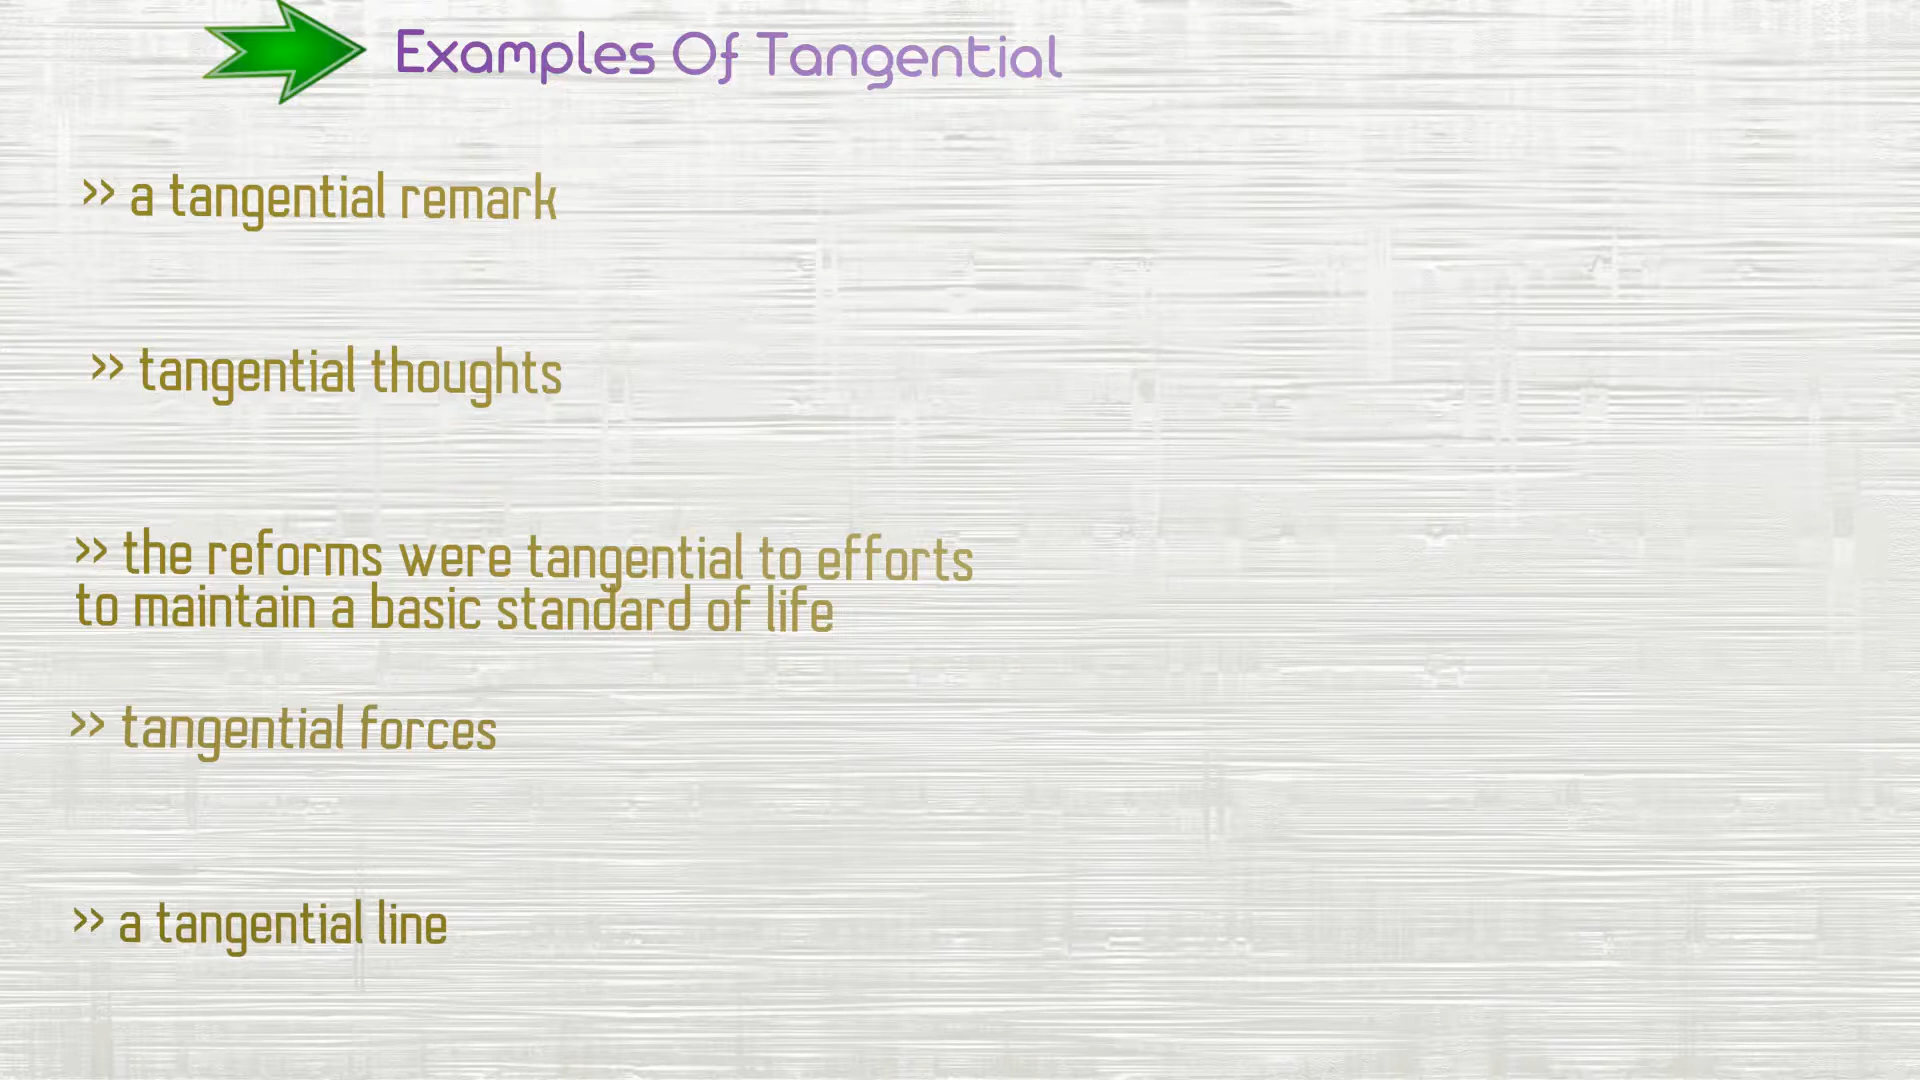 Examples Of Tangential
>> a tangential remark
>> tangential thoughts
>> the reforms were tangential to efforts
to maintain a basic standard of life
>> tangential forces
>> a tangential line